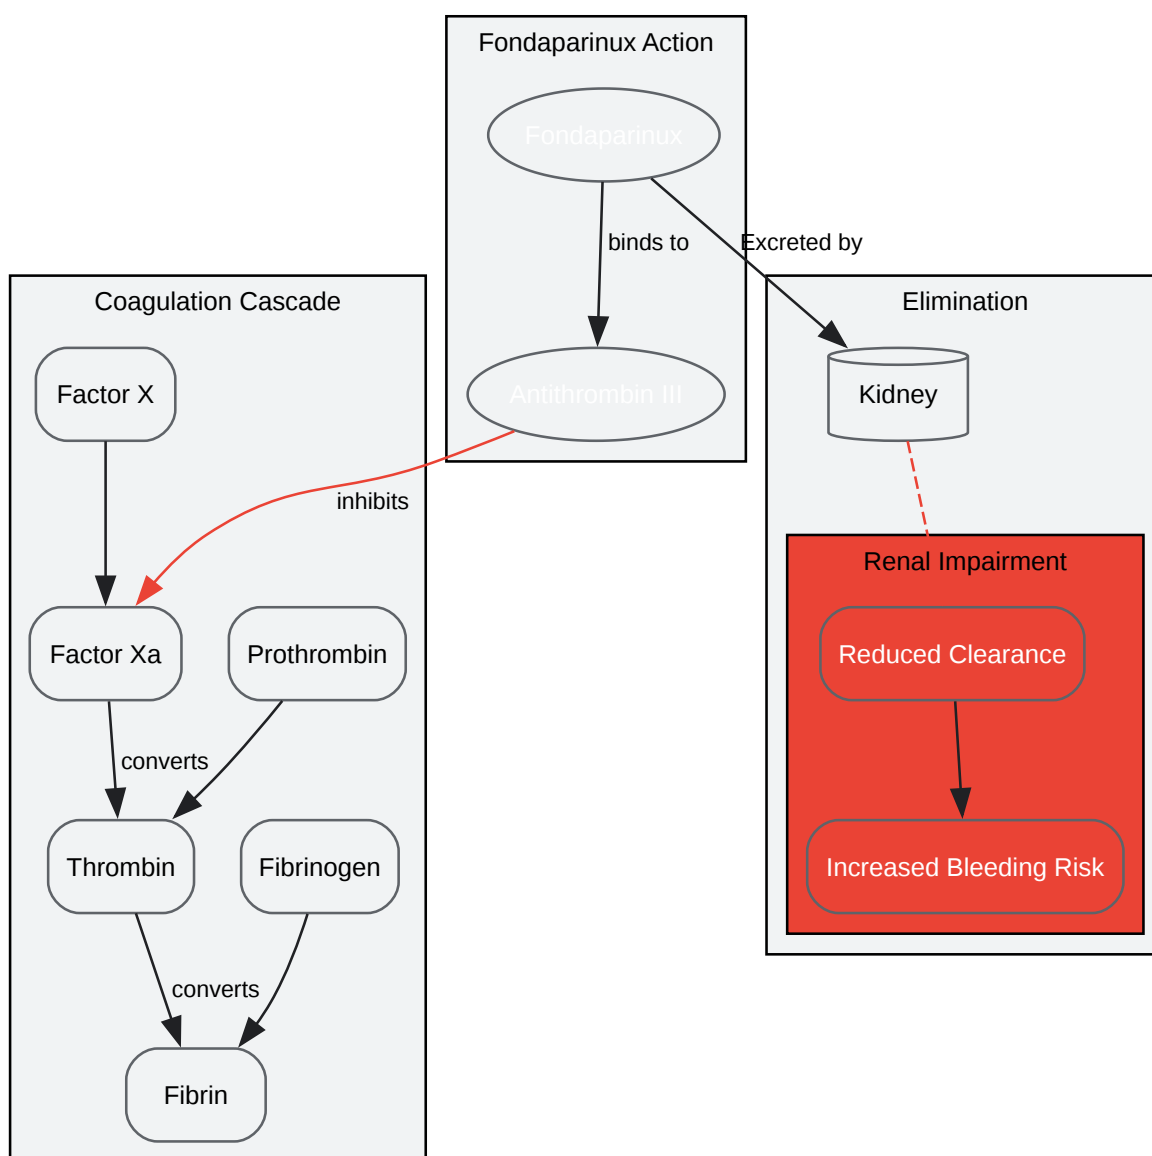 Fondaparinux Action
Fondaparinux
binds to
Excreted by
Antithrombin III
inhibits
Coagulation Cascade
Factor X
Factor Xa
Prothrombin
converts
Thrombin
Fibrinogen
converts
Fibrin
Elimination
Kidney
Renal Impairment
Reduced Clearance
Increased Bleeding Risk